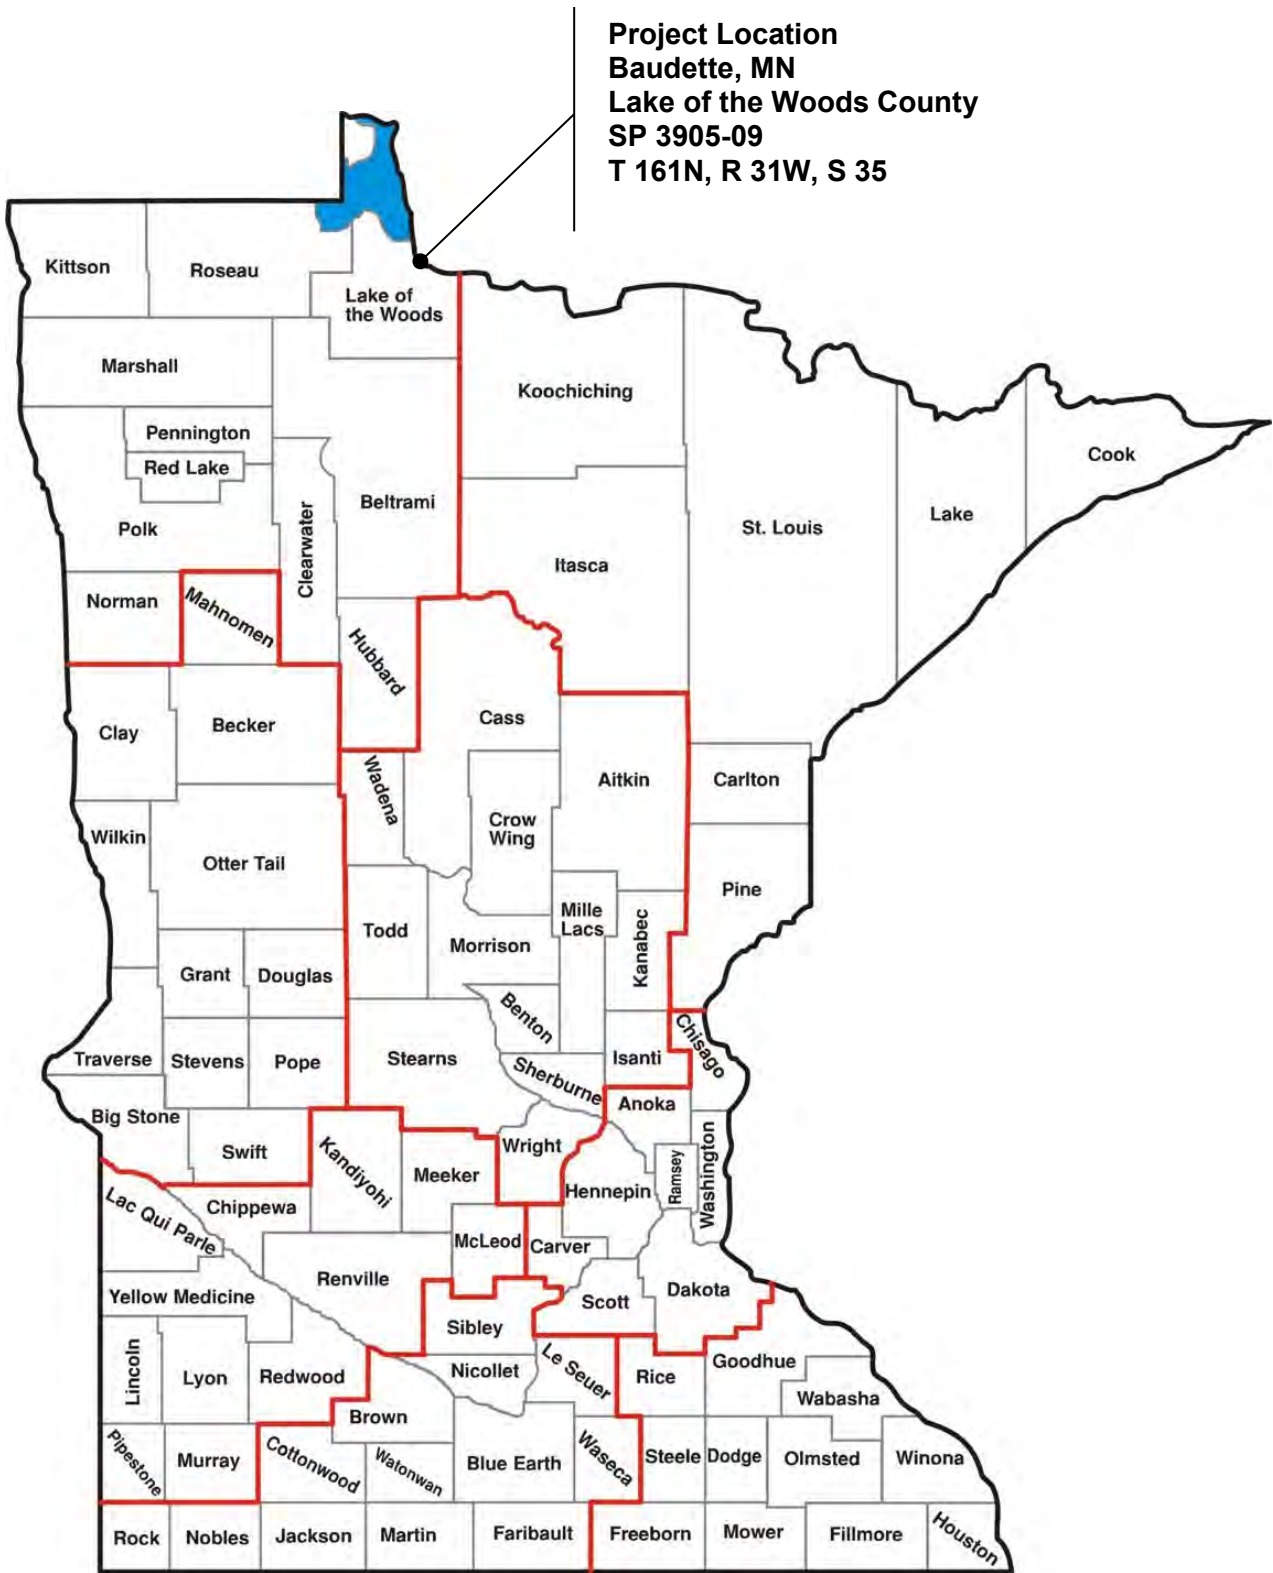 Project Location
Baudette, MN
Lake of the Woods County
SP 3905-09
T 161N, R 31W, S 35
Kittson
Roseau
Lake of
the Woods
Marshall
Koochiching
Pennington
Red Lake
Cook
Beltrami
Polk
Clearwater
St. Louis
Lake
Itasca
Norman
Mahnomen
Hubbard
Clay
Becker
Cass
Wadena
Aitkin
Carlton
Wilkin
Crow
Wing
Otter Tail
Pine
Mille
Lacs
Todd
Morrison
Kanabec
Grant
Douglas
Benton
Chisago
Traverse
Stevens
Pope
Stearns
Isanti
Sherburne
Anoka
Big Stone
Swift
Kandiyohi
Meeker
Wright
Ramsey
Washington
Hennepin
Lac Qui Parle
Chippewa
McLeod
Carver
Renville
Yellow Medicine
Scott
Dakota
Sibley
Lincoln
Lyon
Redwood
Nicollet
Le Seuer
Rice
Goodhue
Wabasha
Brown
Pipestone
Murray
Cottonwood
Watonwan
Blue Earth
Waseca
Steele
Dodge
Olmsted
Winona
Rock
Nobles
Jackson
Martin
Faribault
Freeborn
Mower
Fillmore
Houston